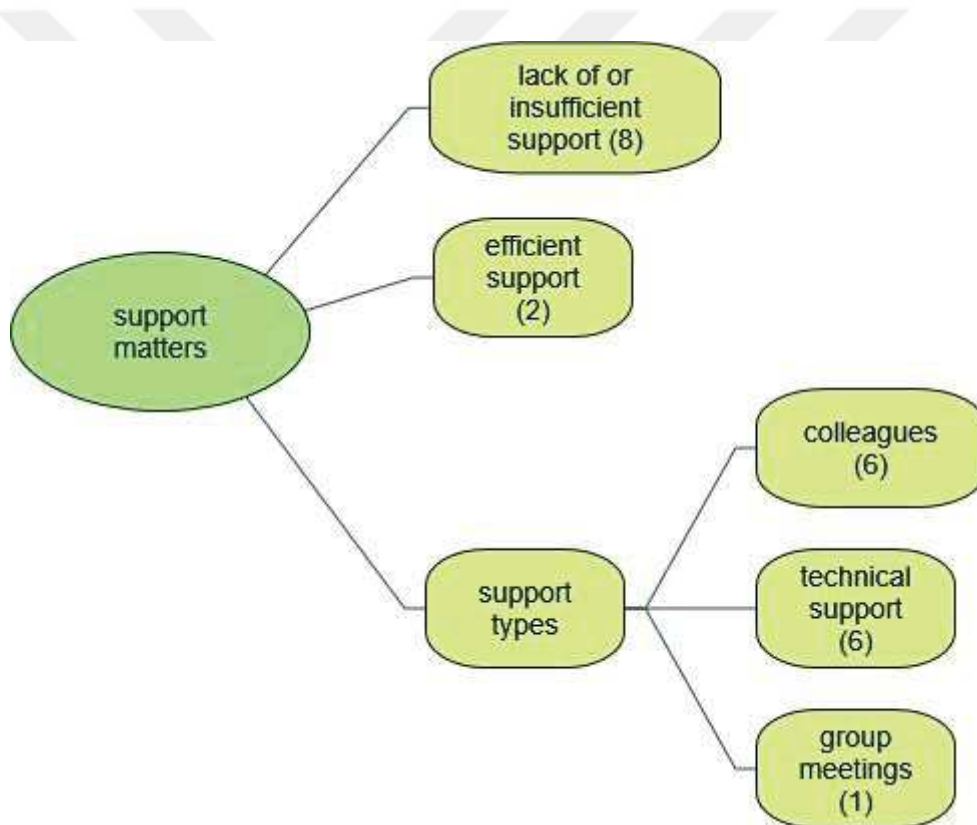 lack of or
insufficient
support (8)
efficient
support
(2)
support
matters
colleagues
(6)
technical
support
(6)
support
types
group
meetings
(1)